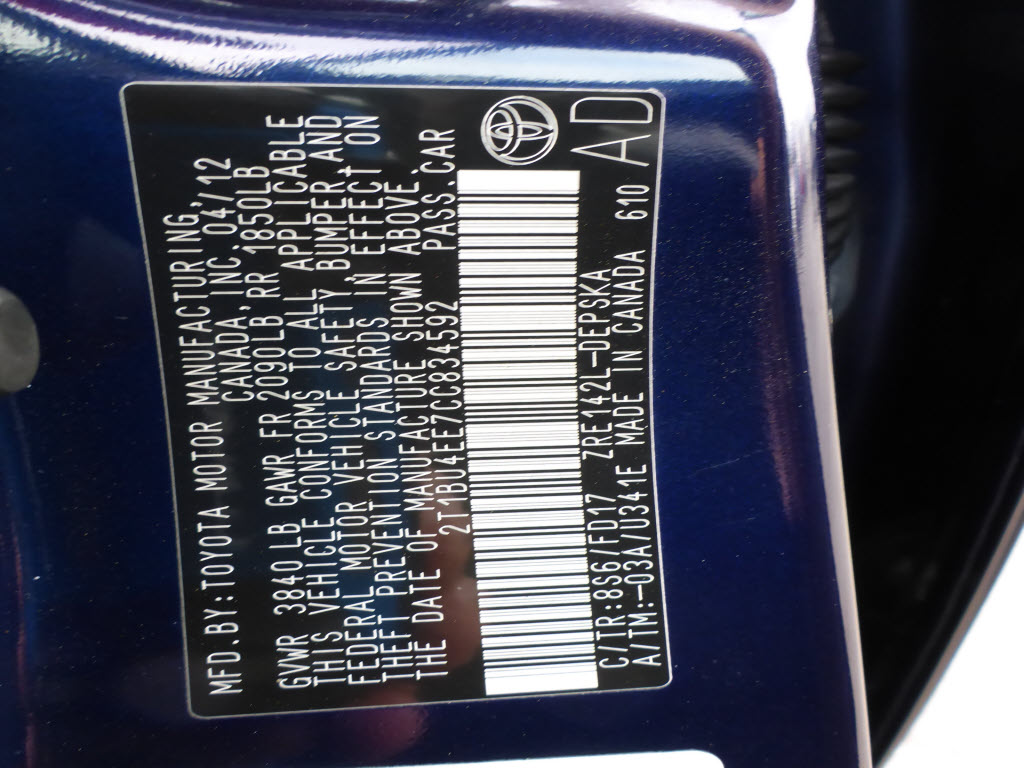 MFD.BY:TOYOTA MOTOR MANUFACTURING,
CANADA,INC. 04/12
GVWR 3840LB GAWR FR 2090LB RR 1850LB
THIS VEHICLE CONFORMS TO ALL APPLICABLE
FEDERAL MOTOR VEHICLE SAFETY BUMPER,AND
THEFT PREVENTION STANDARDS IN EFFECT ON
THE DATE OF MANUFACTURE SHOWN ABOVE.
2T1BU4EE7CC834592 PASS.CAR
C/TR:8S6/FD17 ZRE142L-DEPSKA
A/TM:-03A/U341E MADE IN CANADA 610
AD